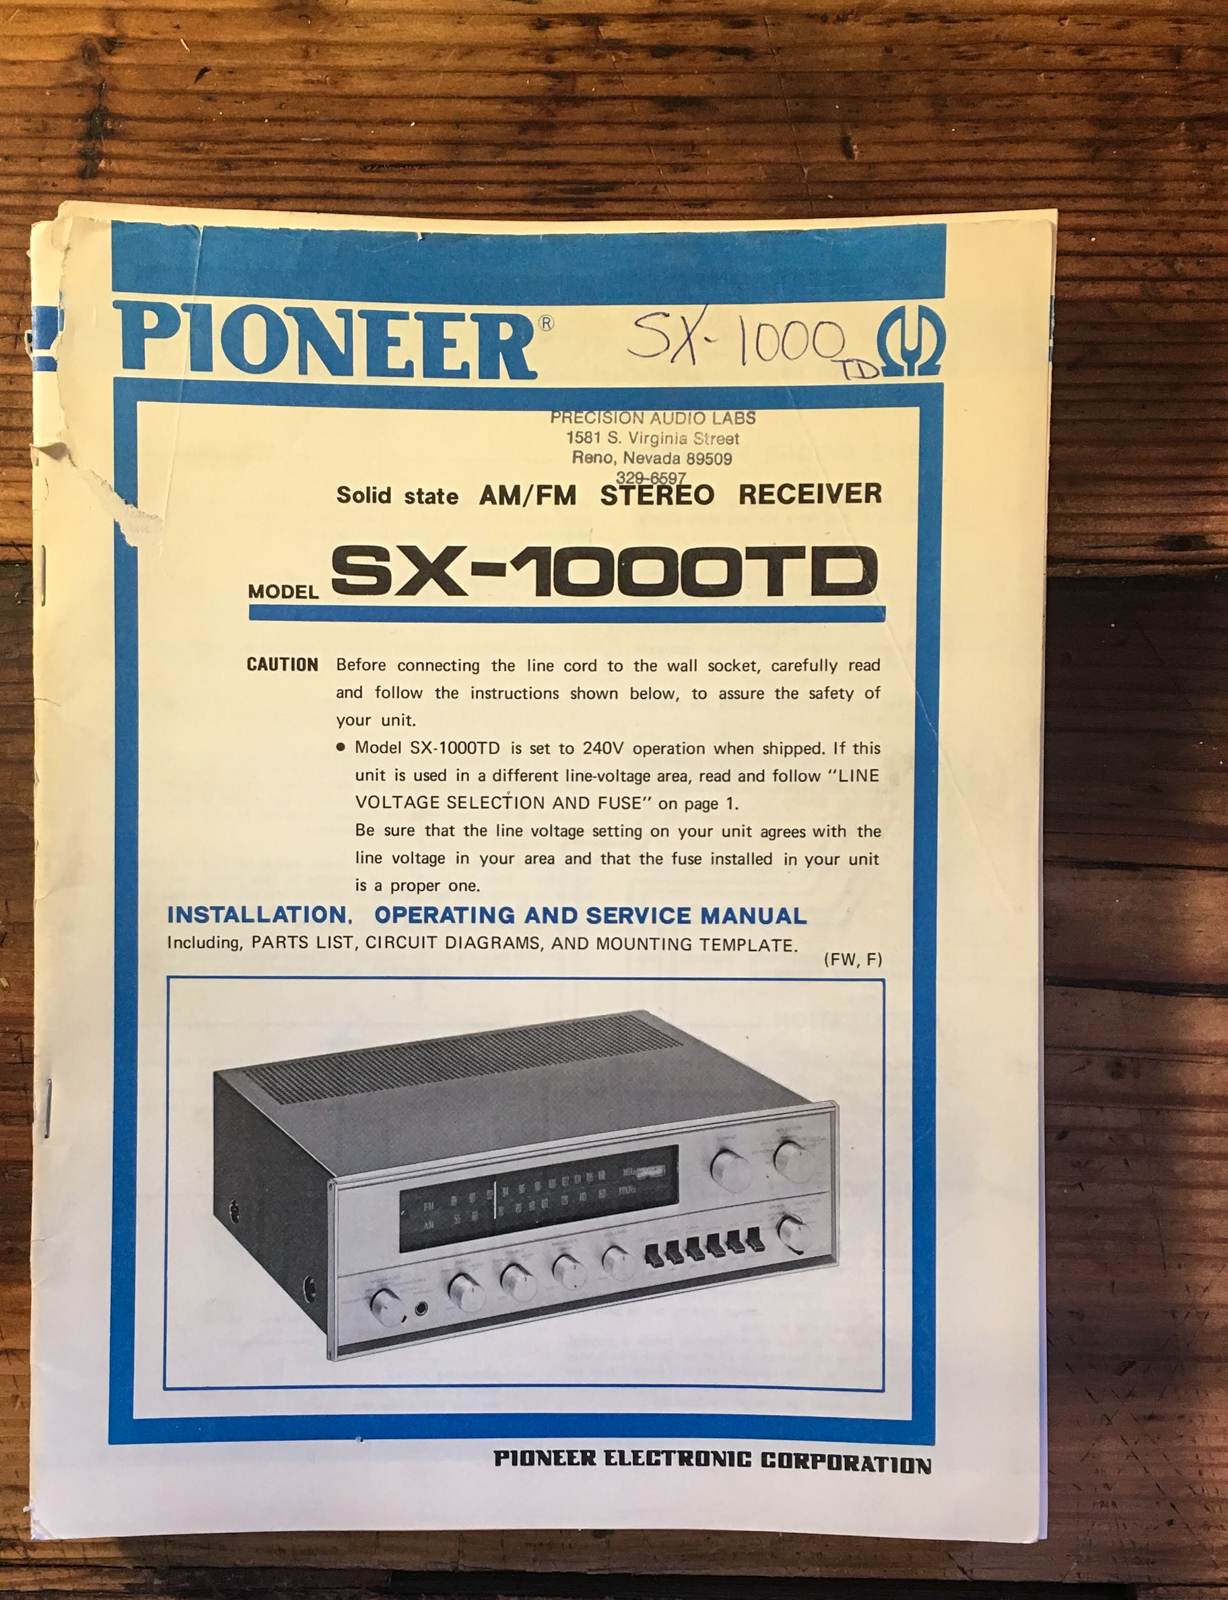 PIONEER®
SX-1000
TD
PRECISION AUDIO LABS
1581 S. Virginia Street
Reno, Nevada 89509
329-6597
Solid state AM/FM STEREO RECEIVER
MODEL SX-1000TD
CAUTION Before connecting the line cord to the wall socket, carefully read
and follow the instructions shown below, to assure the safety of
your unit.
● Model SX-1000TD is set to 240V operation when shipped. If this
unit is used in a different line-voltage area, read and follow "LINE
VOLTAGE SELECTION AND FUSE" on page 1.
Be sure that the line voltage setting on your unit agrees with the
line voltage in your area and that the fuse installed in your unit
is a proper one.
INSTALLATION, OPERATING AND SERVICE MANUAL
Including, PARTS LIST, CIRCUIT DIAGRAMS, AND MOUNTING TEMPLATE.
(FW, F)
FM
AM
PIONEER ELECTRONIC CORPORATION